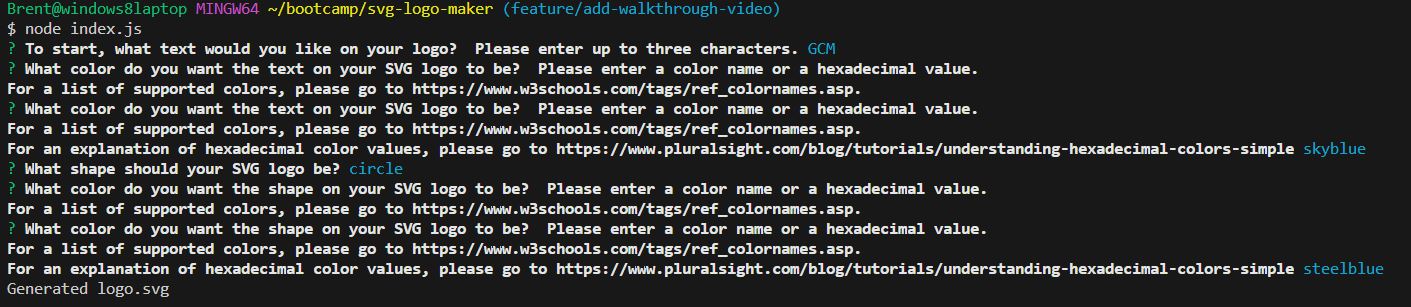 Brent@windows8laptop MINGW64 ~/bootcamp/svg-logo-maker (feature/add-walkthrough-video)
$ node index.js
? To start, what text would you like on your logo?  Please enter up to three characters. GCM
? What color do you want the text on your SVG logo to be?  Please enter a color name or a hexadecimal value.
For a list of supported colors, please go to https://www.w3schools.com/tags/ref_colornames.asp.
? What color do you want the text on your SVG logo to be?  Please enter a color name or a hexadecimal value.
For a list of supported colors, please go to https://www.w3schools.com/tags/ref_colornames.asp.
For an explanation of hexadecimal color values, please go to https://www.pluralsight.com/blog/tutorials/understanding-hexadecimal-colors-simple skyblue
? What shape should your SVG logo be? circle
? What color do you want the shape on your SVG logo to be?  Please enter a color name or a hexadecimal value.
For a list of supported colors, please go to https://www.w3schools.com/tags/ref_colornames.asp.
? What color do you want the shape on your SVG logo to be?  Please enter a color name or a hexadecimal value.
For a list of supported colors, please go to https://www.w3schools.com/tags/ref_colornames.asp.
For an explanation of hexadecimal color values, please go to https://www.pluralsight.com/blog/tutorials/understanding-hexadecimal-colors-simple steelblue
Generated logo.svg